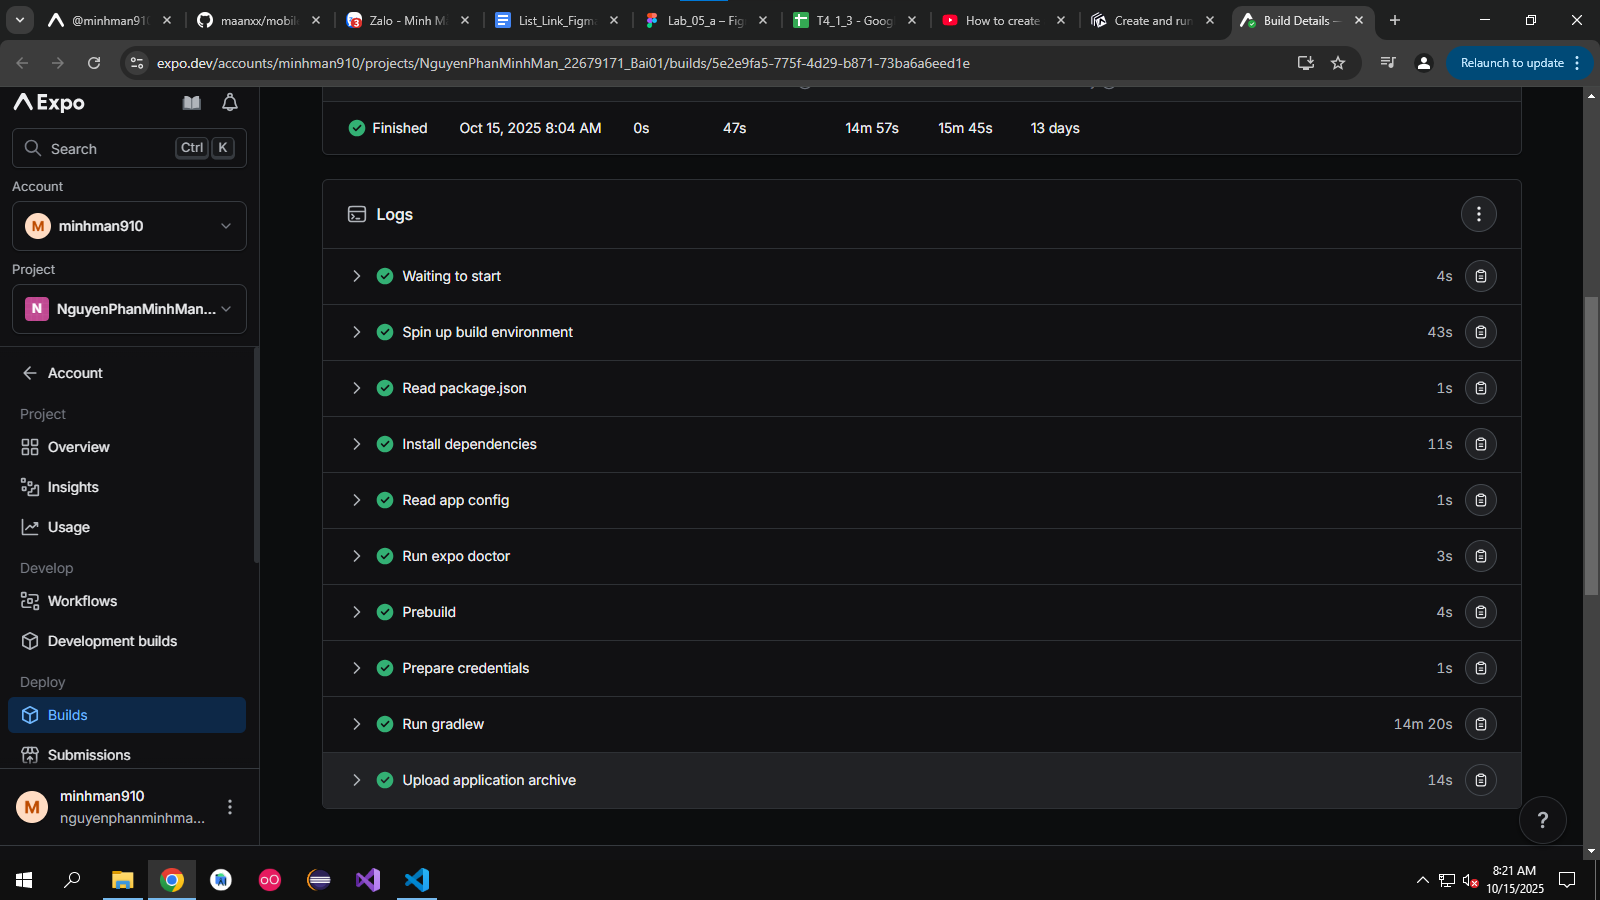 @minhman910
maanxx/mobile
Zalo - Minh M
List_Link_Figma
Lab_05_a – Fig
T4_1_3 - Goog
How to create
Create and run
Build Details —
expo.dev/accounts/minhman910/projects/NguyenPhanMinhMan_22679171_Bai01/builds/5e2e9fa5-775f-4d29-b871-73ba6a6eed1e
Relaunch to update
Expo
Search
Ctrl
K
Account
M
minhman910
Project
N
NguyenPhanMinhMan...
Account
Project
Overview
Insights
Usage
Develop
Workflows
Development builds
Deploy
Builds
Submissions
M
minhman910
nguyenphanminhma...
Finished
Oct 15, 2025 8:04 AM
0s
47s
14m 57s
15m 45s
13 days
Logs
Waiting to start
4s
Spin up build environment
43s
Read package.json
1s
Install dependencies
11s
Read app config
1s
Run expo doctor
3s
Prebuild
4s
Prepare credentials
1s
Run gradlew
14m 20s
Upload application archive
14s
?
8:21 AM
10/15/2025